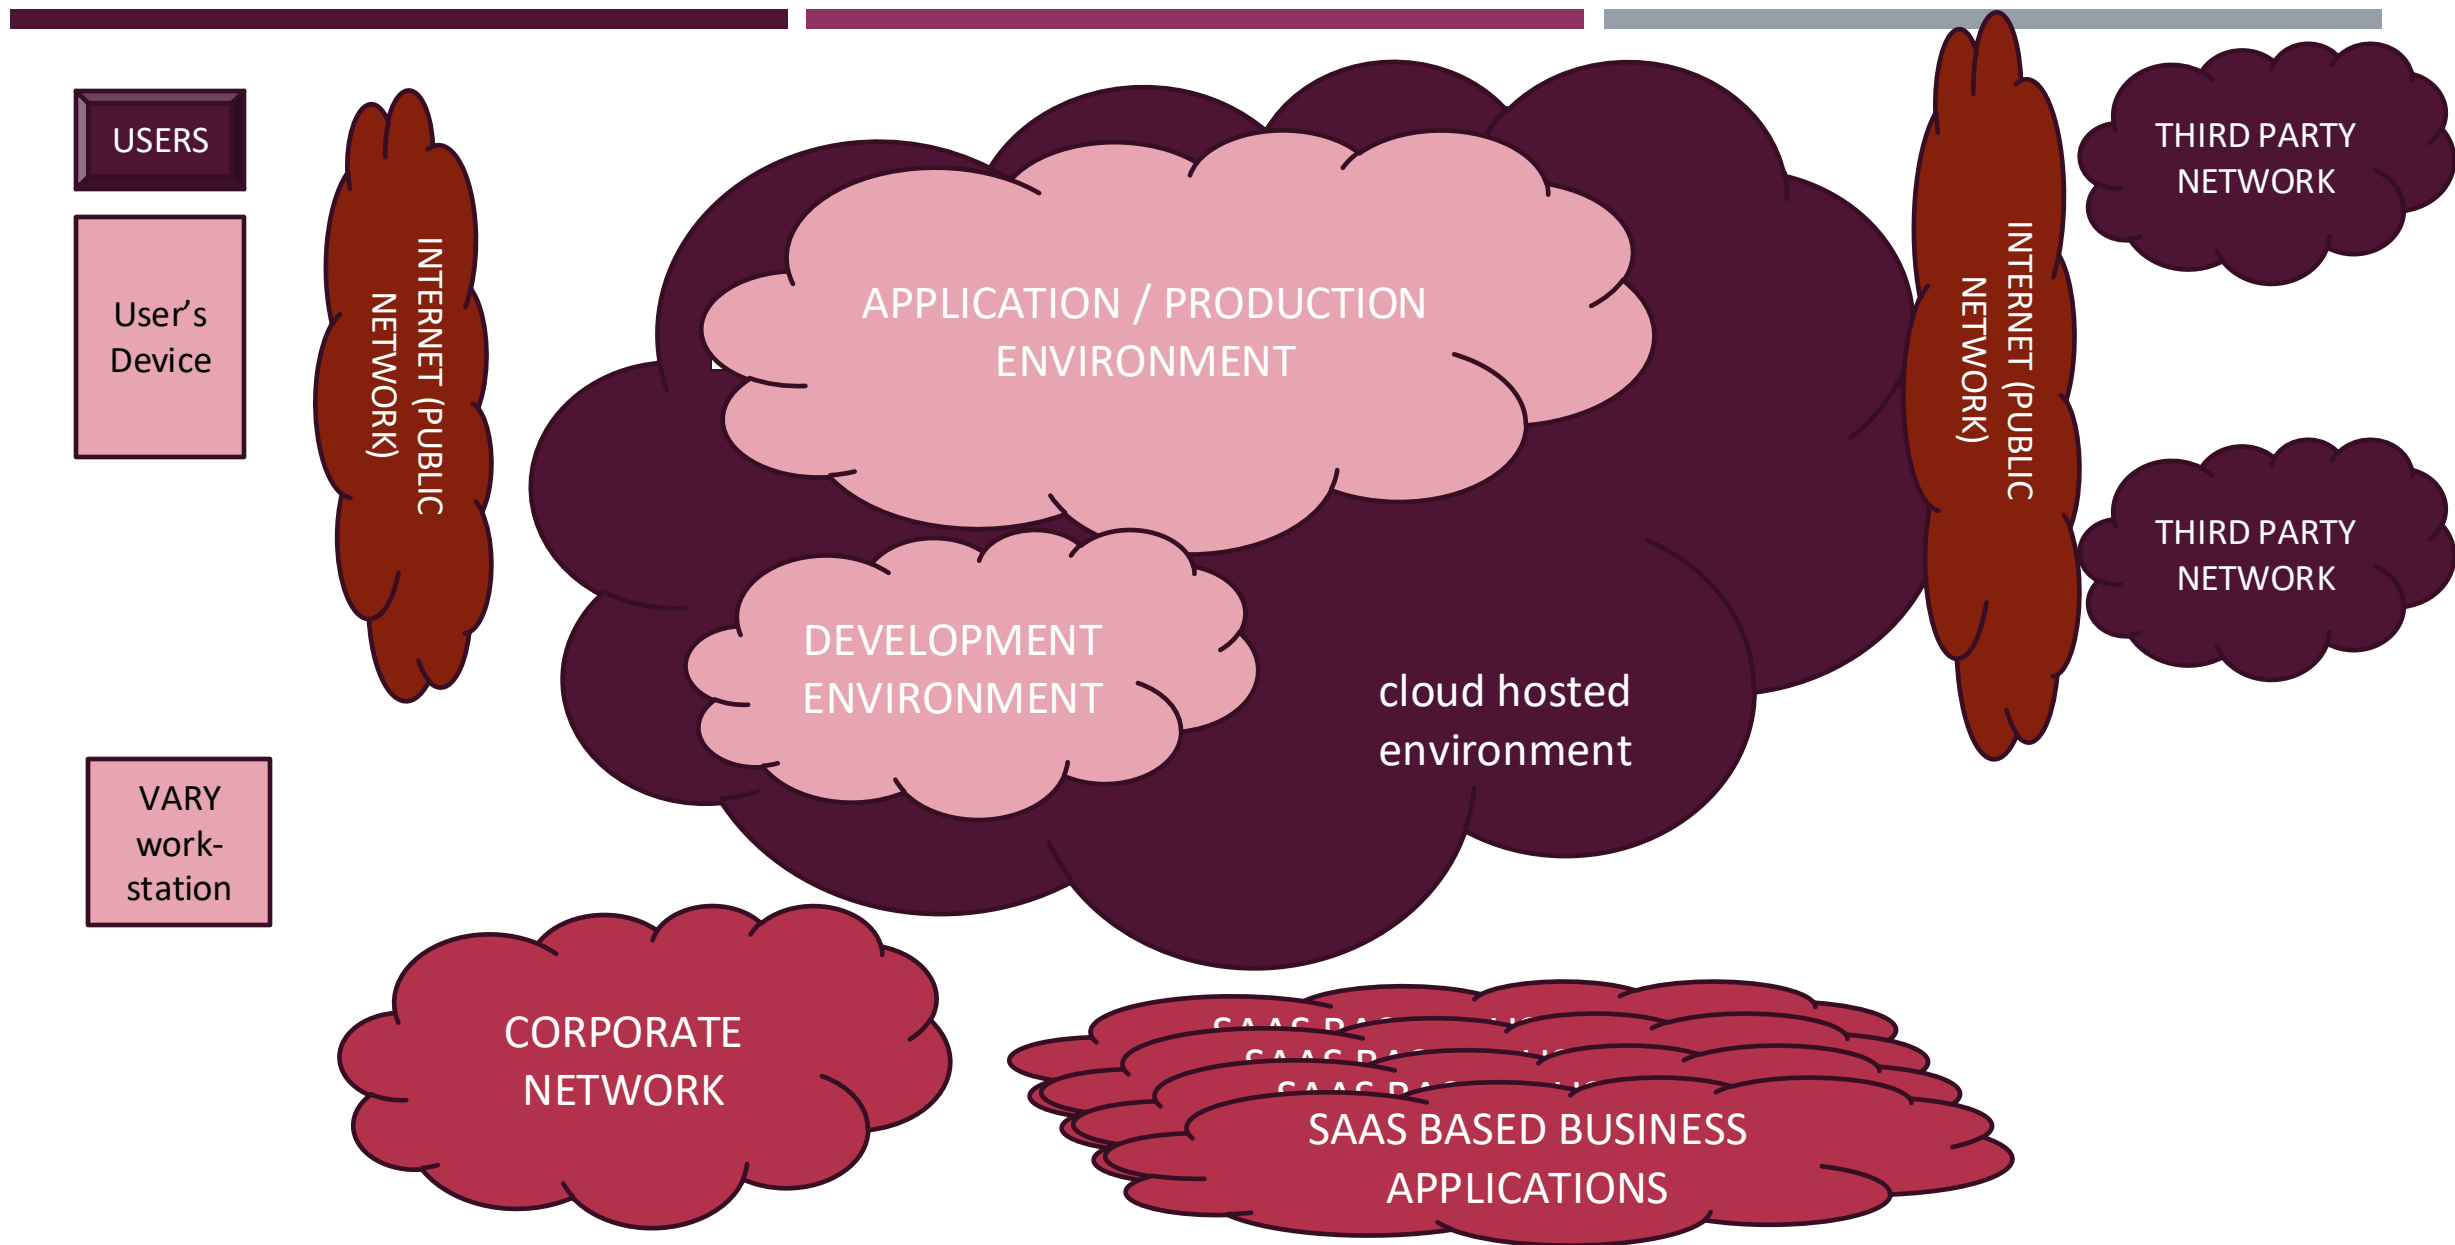 USERS
User’s
Device
INTERNET (PUBLIC
NETWORK)
APPLICATION / PRODUCTION
ENVIRONMENT
DEVELOPMENT
ENVIRONMENT
cloud hosted
environment
INTERNET (PUBLIC
NETWORK)
THIRD PARTY
NETWORK
THIRD PARTY
NETWORK
VARY
work-
station
CORPORATE
NETWORK
SAAS BASED BUSINESS
APPLICATIONS